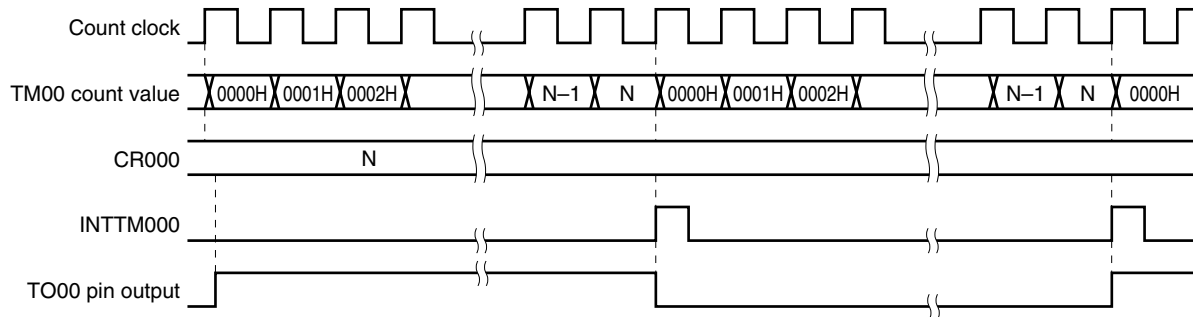 Count clock
TM00 count value 0000H 0001H 0002H N–1 N 0000H 0001H 0002H N–1 N 0000H
CR000 N
INTTM000
TO00 pin output